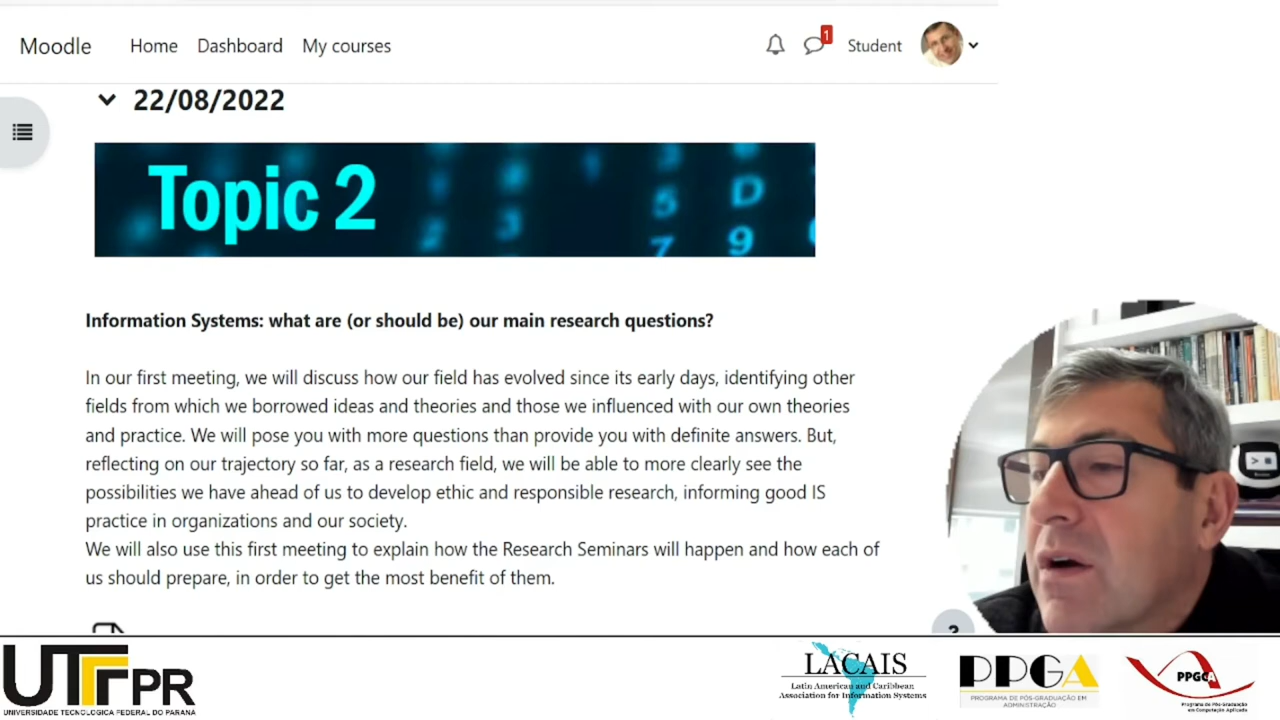 Moodle Home Dashboard My courses 1 Student
22/08/2022
Topic 2
Information Systems: what are (or should be) our main research questions?
In our first meeting, we will discuss how our field has evolved since its early days, identifying other
fields from which we borrowed ideas and theories and those we influenced with our own theories
and practice. We will pose you with more questions than provide you with definite answers. But,
reflecting on our trajectory so far, as a research field, we will be able to more clearly see the
possibilities we have ahead of us to develop ethic and responsible research, informing good IS
practice in organizations and our society.
We will also use this first meeting to explain how the Research Seminars will happen and how each of
us should prepare, in order to get the most benefit of them.
?
UTFPR
UNIVERSIDADE TECNOLÓGICA FEDERAL DO PARANÁ
LACAIS
Latin American and Caribbean
Association for Information Systems
PPGA
PROGRAMA DE PÓS-GRADUAÇÃO EM
ADMINISTRAÇÃO
PPGCA
Programa de Pós-Graduação
em Computação Aplicada